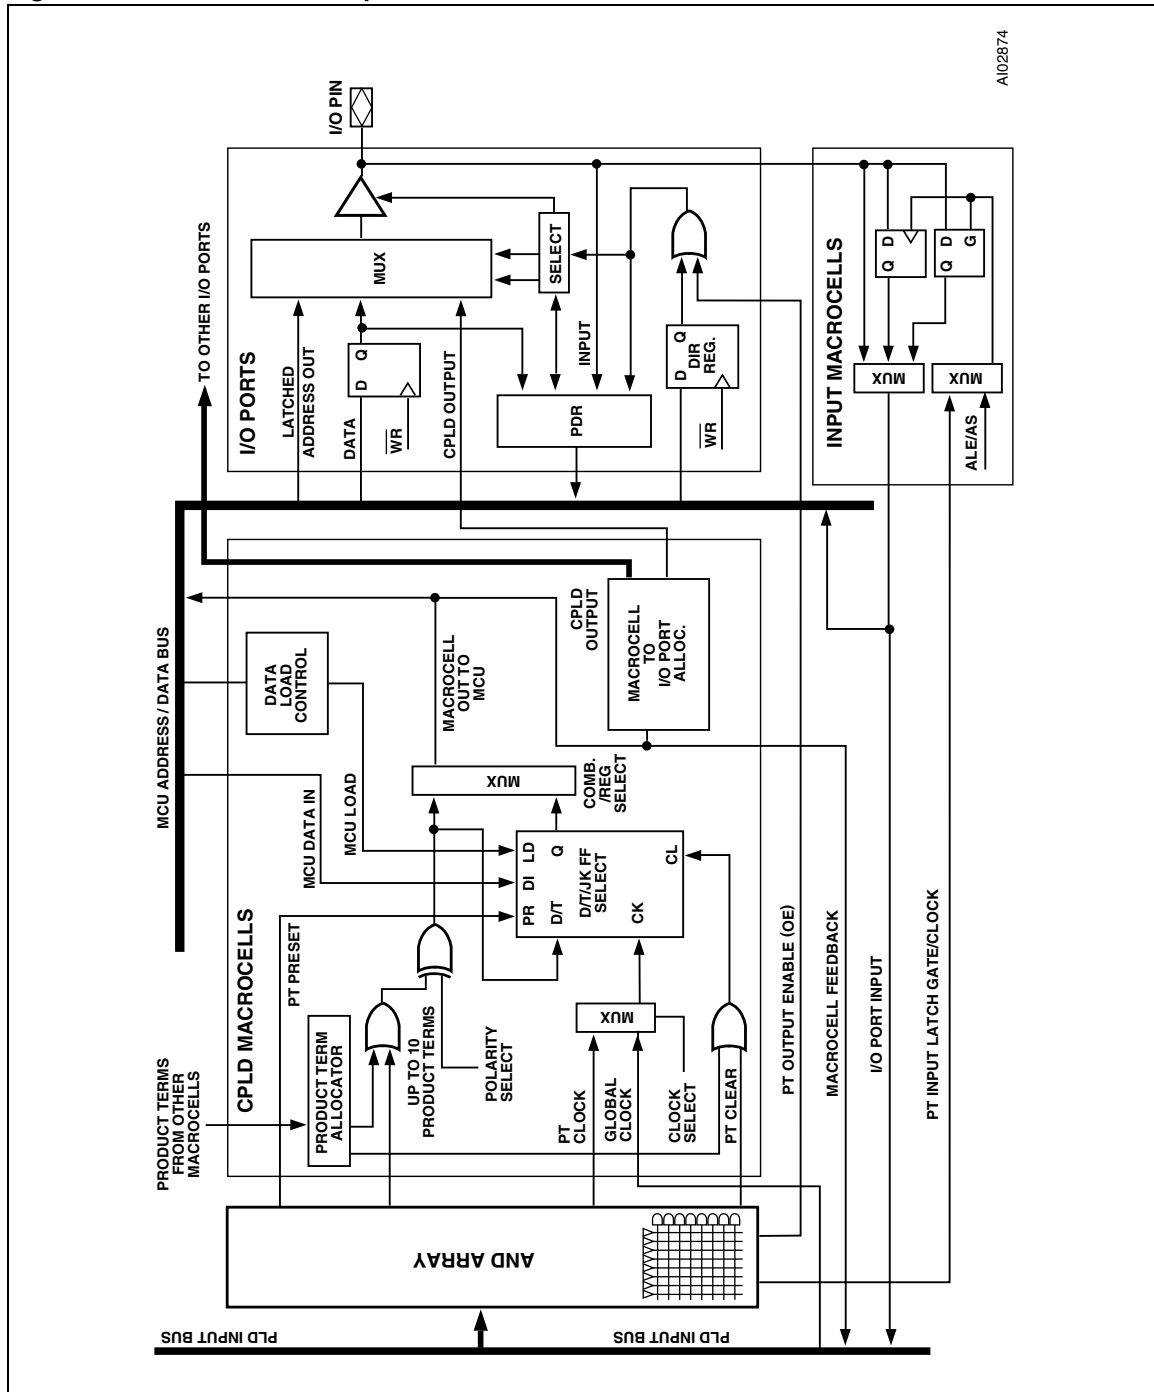 AI02874
I/O PIN
TO OTHER I/O PORTS
I/O PORTS
MUX
SELECT
LATCHED
ADDRESS OUT
DATA
D Q
WR
CPLD OUTPUT
INPUT
PDR
D Q
DIR
REG.
WR
INPUT MACROCELLS
Q D
Q D
G
MUX
MUX
ALE/AS
MCU ADDRESS / DATA BUS
CPLD MACROCELLS
DATA
LOAD
CONTROL
MCU DATA IN
MCU LOAD
MACROCELL
OUT TO
MCU
CPLD
OUTPUT
MACROCELL
TO
I/O PORT
ALLOC.
MUX
COMB.
/REG
SELECT
PR DI LD
D/T Q
D/T/JK FF
SELECT
CK
CL
PT PRESET
PRODUCT TERMS
FROM OTHER
MACROCELLS
PRODUCT TERM
ALLOCATOR
UP TO 10
PRODUCT TERMS
POLARITY
SELECT
PT
CLOCK
GLOBAL
CLOCK
MUX
CLOCK
SELECT
PT CLEAR
PT OUTPUT ENABLE (OE)
MACROCELL FEEDBACK
I/O PORT INPUT
PT INPUT LATCH GATE/CLOCK
AND ARRAY
PLD INPUT BUS
PLD INPUT BUS